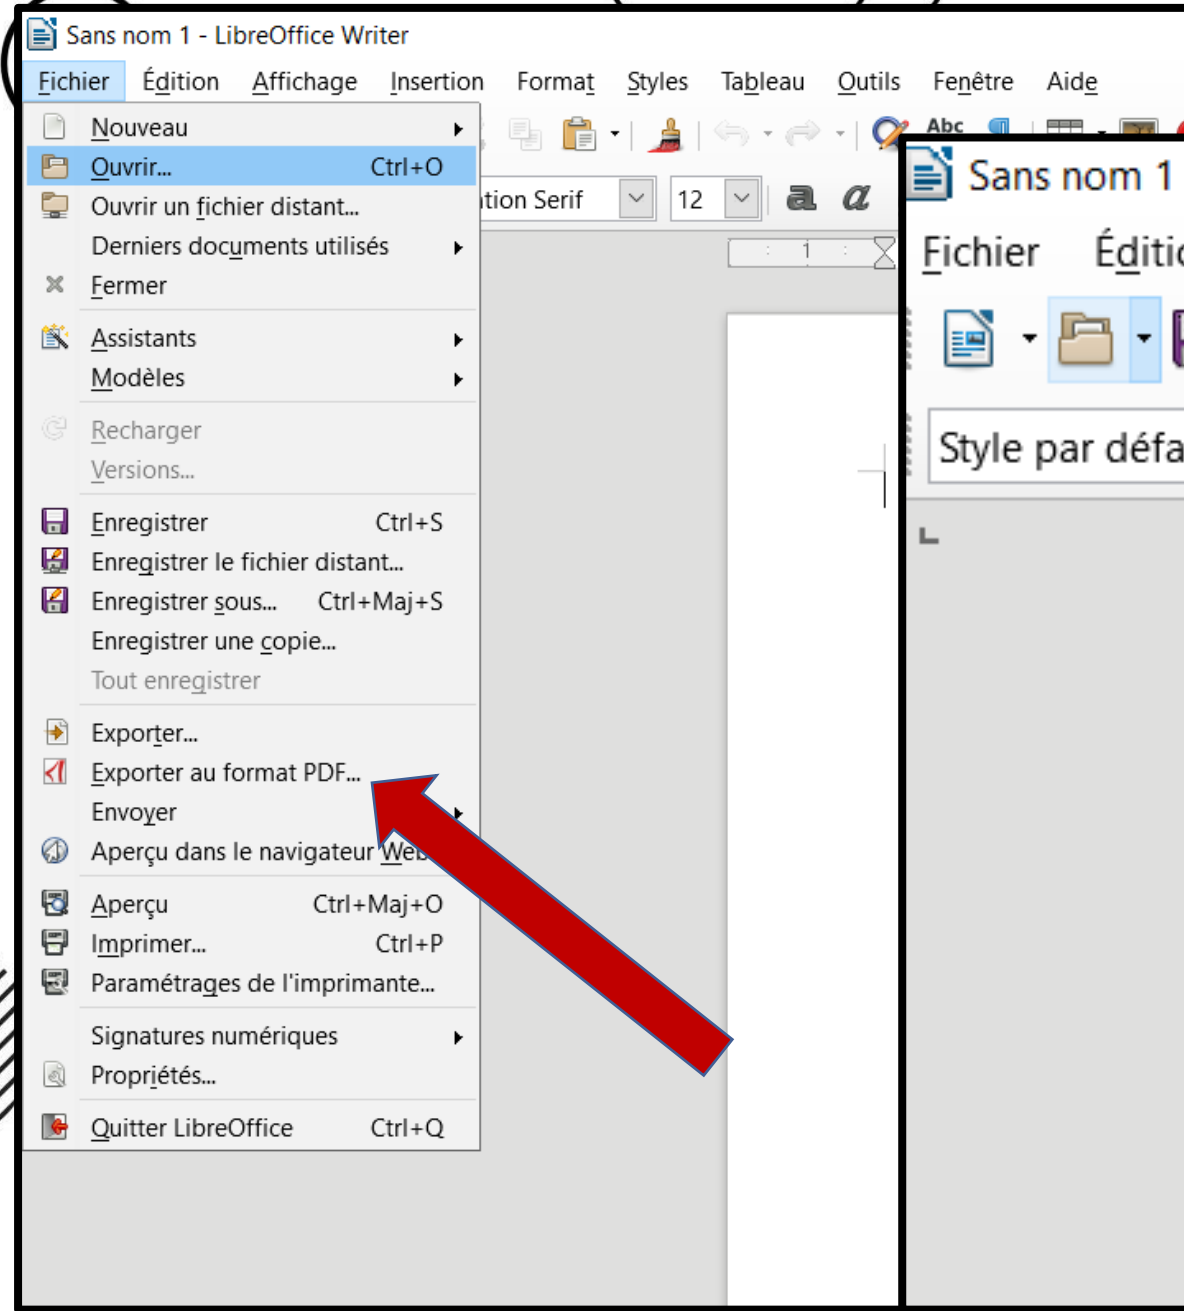 Sans nom 1 - LibreOffice Writer
Fichier Édition Affichage Insertion Format Styles Tableau Outils Fenêtre Aide
Nouveau
Ouvrir... Ctrl+O
Ouvrir un fichier distant...
Derniers documents utilisés
Fermer
Assistants
Modèles
Recharger
Versions...
Enregistrer Ctrl+S
Enregistrer le fichier distant...
Enregistrer sous... Ctrl+Maj+S
Enregistrer une copie...
Tout enregistrer
Exporter...
Exporter au format PDF...
Envoyer
Aperçu dans le navigateur Web
Aperçu Ctrl+Maj+O
Imprimer... Ctrl+P
Paramétrages de l'imprimante...
Signatures numériques
Propriétés...
Quitter LibreOffice Ctrl+Q
Abc
tion Serif 12 a a
1
Sans nom 1
Fichier Éditio
Style par défa